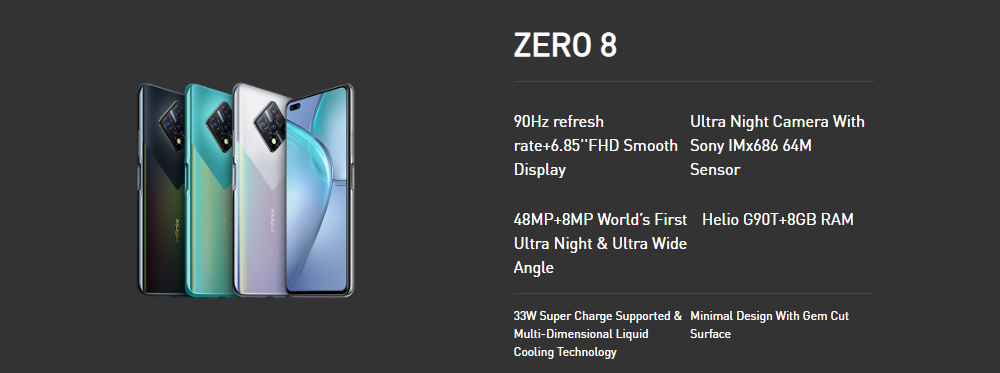 ZERO 8
90Hz refresh
rate+6.85''FHD Smooth
Display
Ultra Night Camera With
Sony IMx686 64M
Sensor
48MP+8MP World's First
Ultra Night & Ultra Wide
Angle
Helio G90T+8GB RAM
33W Super Charge Supported &
Multi-Dimensional Liquid
Cooling Technology
Minimal Design With Gem Cut
Surface
Infinix
Infinix